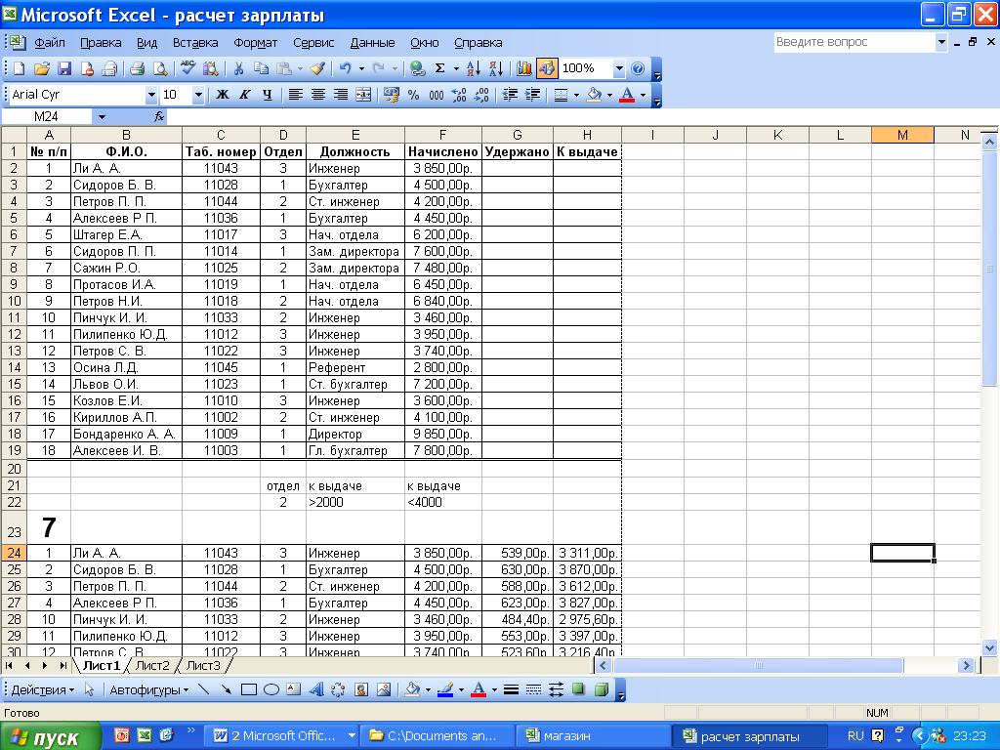 Microsoft Excel - расчет зарплаты
Файл Правка Вид Вставка Формат Сервис Данные Окно Справка Введите вопрос
100%
Arial Cyr 10 Ж К Ч % 000
M24 fx
A B C D E F G H I J K L M N
1 № п/п Ф.И.О. Таб. номер Отдел Должность Начислено Удержано К выдаче
2 1 Ли А. А. 11043 3 Инженер 3 850,00р.
3 2 Сидоров Б. В. 11028 1 Бухгалтер 4 500,00р.
4 3 Петров П. П. 11044 2 Ст. инженер 4 200,00р.
5 4 Алексеев Р П. 11036 1 Бухгалтер 4 450,00р.
6 5 Штагер Е.А. 11017 3 Нач. отдела 6 200,00р.
7 6 Сидоров П. П. 11014 1 Зам. директора 7 600,00р.
8 7 Сажин Р.О. 11025 2 Зам. директора 7 480,00р.
9 8 Протасов И.А. 11019 1 Нач. отдела 6 450,00р.
10 9 Петров Н.И. 11018 2 Нач. отдела 6 840,00р.
11 10 Пинчук И. И. 11033 2 Инженер 3 460,00р.
12 11 Пилипенко Ю.Д. 11012 3 Инженер 3 950,00р.
13 12 Петров С. В. 11022 3 Инженер 3 740,00р.
14 13 Осина Л.Д. 11045 1 Референт 2 800,00р.
15 14 Львов О.И. 11023 1 Ст. бухгалтер 7 200,00р.
16 15 Козлов Е.И. 11010 3 Инженер 3 600,00р.
17 16 Кириллов А.П. 11002 2 Ст. инженер 4 100,00р.
18 17 Бондаренко А. А. 11009 1 Директор 9 850,00р.
19 18 Алексеев И. В. 11003 1 Гл. бухгалтер 7 800,00р.
20
21 отдел к выдаче к выдаче
22 2 >2000 <4000
23 7
24 1 Ли А. А. 11043 3 Инженер 3 850,00р. 539,00р. 3 311,00р.
25 2 Сидоров Б. В. 11028 1 Бухгалтер 4 500,00р. 630,00р. 3 870,00р.
26 3 Петров П. П. 11044 2 Ст. инженер 4 200,00р. 588,00р. 3 612,00р.
27 4 Алексеев Р П. 11036 1 Бухгалтер 4 450,00р. 623,00р. 3 827,00р.
28 10 Пинчук И. И. 11033 2 Инженер 3 460,00р. 484,40р. 2 975,60р.
29 11 Пилипенко Ю.Д. 11012 3 Инженер 3 950,00р. 553,00р. 3 397,00р.
30 12 Петров С. В. 11022 3 Инженер 3 740,00р. 523,60р. 3 216,40р.
Лист1 Лист2 Лист3
Действия Автофигуры
Готово NUM
пуск 2 Microsoft Offic... C:\Documents an... магазин расчет зарплаты RU 23:23